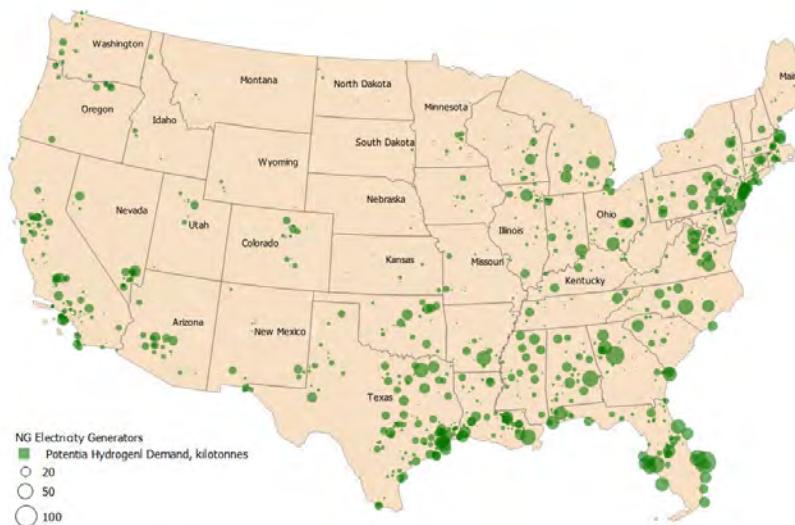 Washington
Montana
North Dakota
Minnesota
Main
Oregon
Idaho
South Dakota
Wyoming
Nebraska
Nevada
Utah
Colorado
Kansas
Illinois
Missouri
Ohio
Kentucky
Arizona
New Mexico
Texas
NG Electricity Generators
Potentia Hydrogenl Demand, kilotonnes
20
50
100